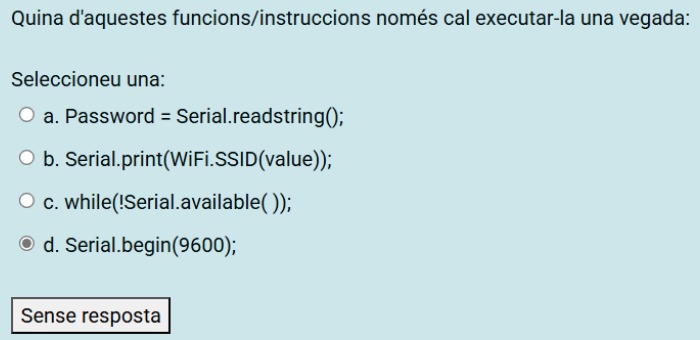 Quina d'aquestes funcions/instruccions només cal executar-la una vegada:
Seleccioneu una:
a. Password = Serial.readstring();
b. Serial.print(WiFi.SSID(value));
c. while(!Serial.available( ));
d. Serial.begin(9600);
Sense resposta